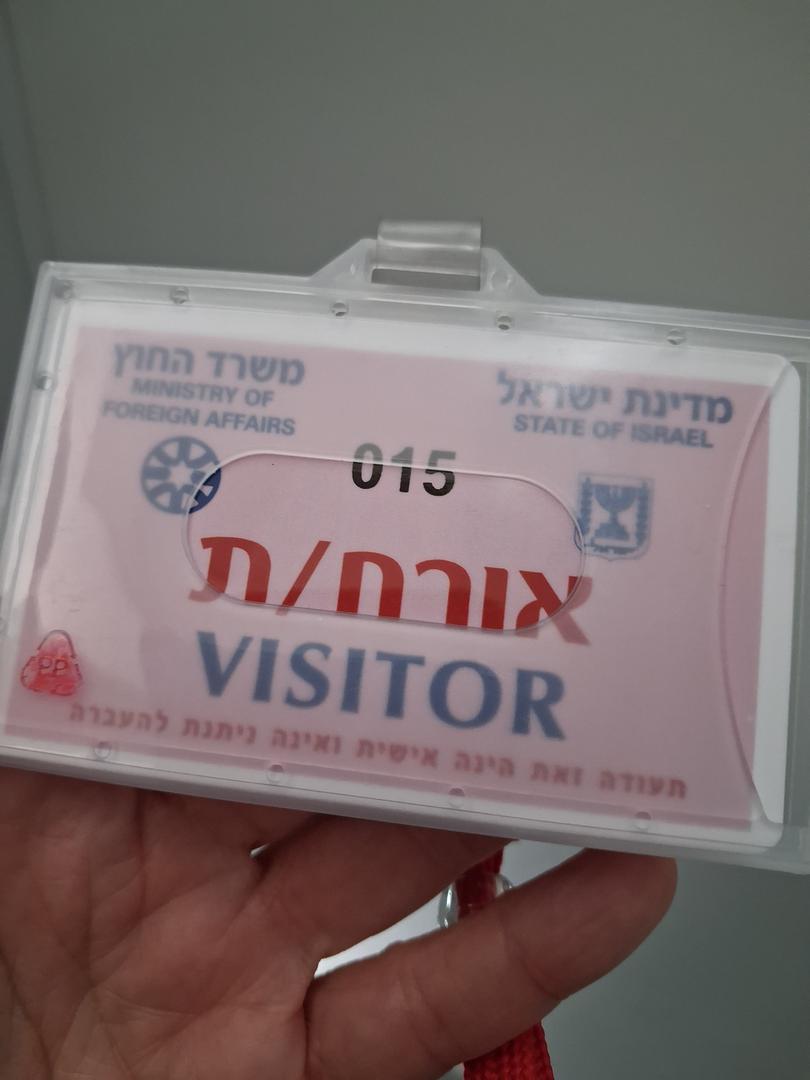 מדינת ישראל
STATE OF ISRAEL
משרד החוץ
MINISTRY OF
FOREIGN AFFAIRS
015
אורח/ת
VISITOR
תעודה זאת הינה אישית ואינה ניתנת להעברה
PP